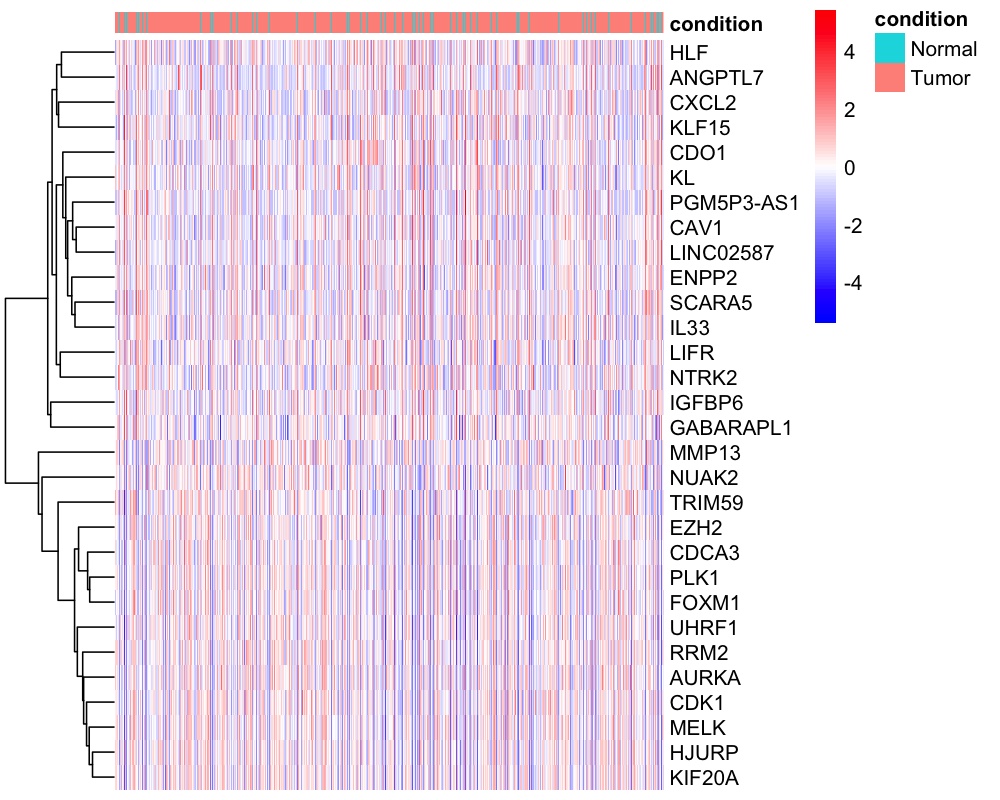 condition
HLF
ANGPTL7
CXCL2
KLF15
CDO1
KL
PGM5P3-AS1
CAV1
LINC02587
ENPP2
SCARA5
IL33
LIFR
NTRK2
IGFBP6
GABARAPL1
MMP13
NUAK2
TRIM59
EZH2
CDCA3
PLK1
FOXM1
UHRF1
RRM2
AURKA
CDK1
MELK
HJURP
KIF20A
4
2
0
-2
-4
condition
Normal
Tumor